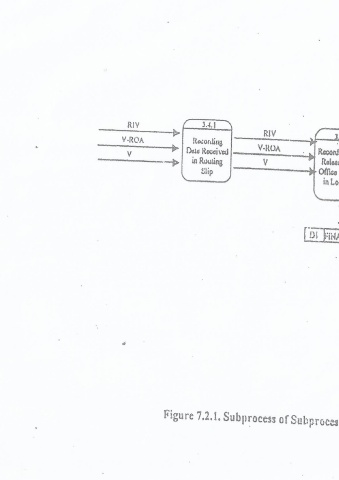 RIV
V-ROA
V
3.4.1
Recording
Date Received
in Routing
Slip
RIV
V-ROA
V
3.
Record
Relea
Office
in Lo
D1 FINA
Figure 7.2.1. Subprocess of Subproces